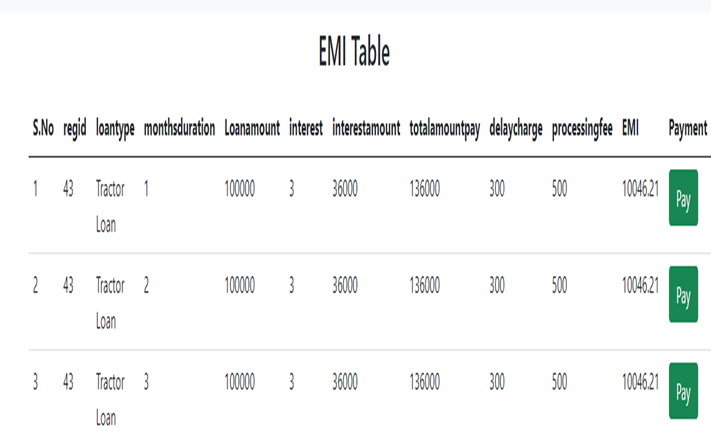 EMI Table
S.No regid loantype monthsduration Loanamount interest interestamount totalamountpay delaycharge processingfee EMI Payment
1 43 Tractor 1 100000 3 36000 136000 300 500 10046.21 Pay
Loan
2 43 Tractor 2 100000 3 36000 136000 300 500 10046.21 Pay
Loan
3 43 Tractor 3 100000 3 36000 136000 300 500 10046.21 Pay
Loan